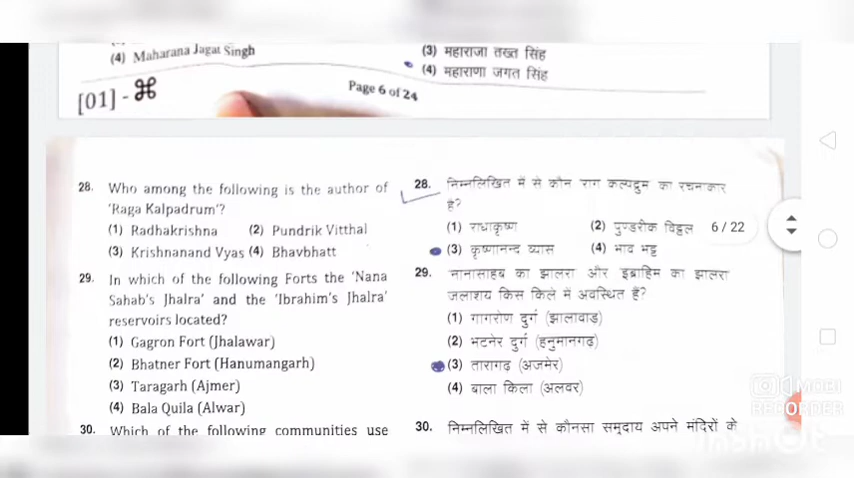 (4) Maharana Jagat Singh
(3) महाराजा तख्त सिंह
(4) महाराणा जगत सिंह
[01] - ⌘
Page 6 of 24
28. Who among the following is the author of
'Raga Kalpadrum'?
(1) Radhakrishna (2) Pundrik Vitthal
(3) Krishnanand Vyas (4) Bhavbhatt
29. In which of the following Forts the 'Nana
Sahab's Jhalra' and the 'Ibrahim's Jhalra'
reservoirs located?
(1) Gagron Fort (Jhalawar)
(2) Bhatner Fort (Hanumangarh)
(3) Taragarh (Ajmer)
(4) Bala Quila (Alwar)
30. Which of the following communities use
28. निम्नलिखित में से कौन 'राग कल्पद्रुम' का रचनाकार
है?
(1) राधाकृष्ण (2) पुण्डरीक विट्ठल
(3) कृष्णानन्द व्यास (4) भाव भट्ट
29. नानासाहब का झालरा और इब्राहिम का झालरा
जलाशय किस किले में अवस्थित है?
(1) गागरोण दुर्ग (झालावाड़)
(2) भटनेर दुर्ग (हनुमानगढ़)
(3) तारागढ़ (अजमेर)
(4) बाला किला (अलवर)
30. निम्नलिखित में से कौनसा समुदाय अपने मंदिरों के
6 / 22
MOBI
RECORDER